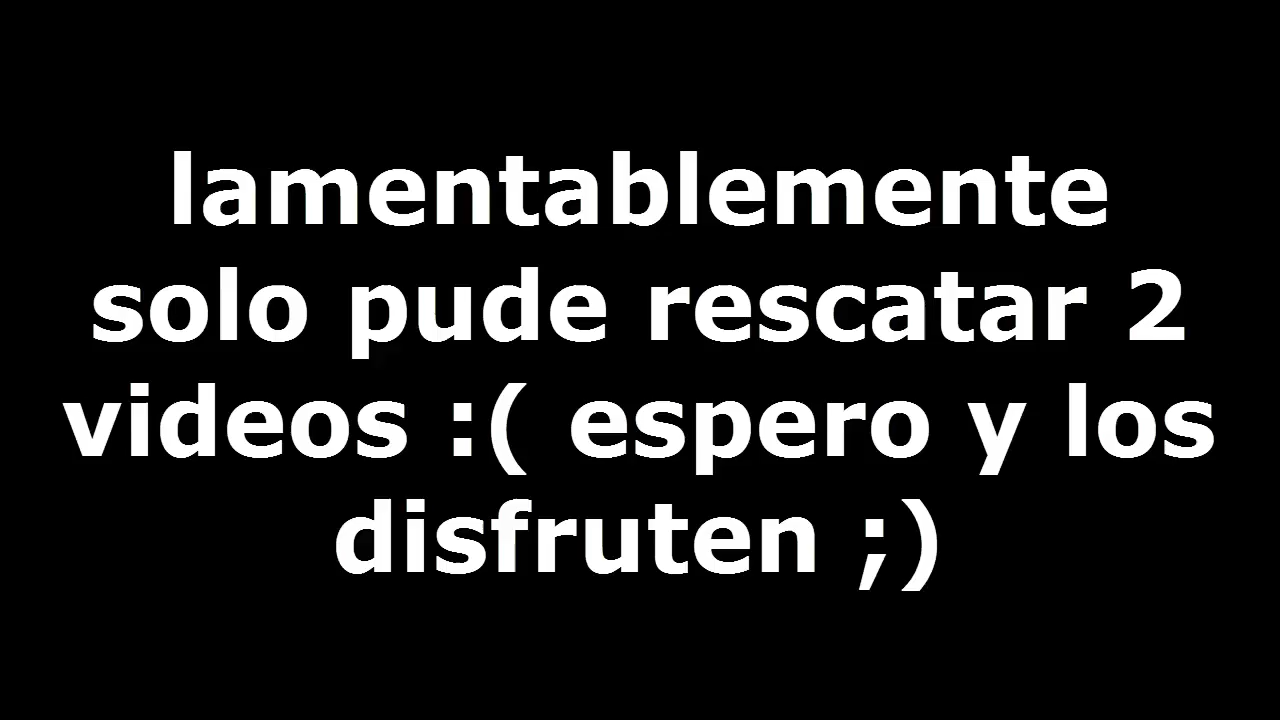 lamentablemente
solo pude rescatar 2
videos :( espero y los
disfruten ;)